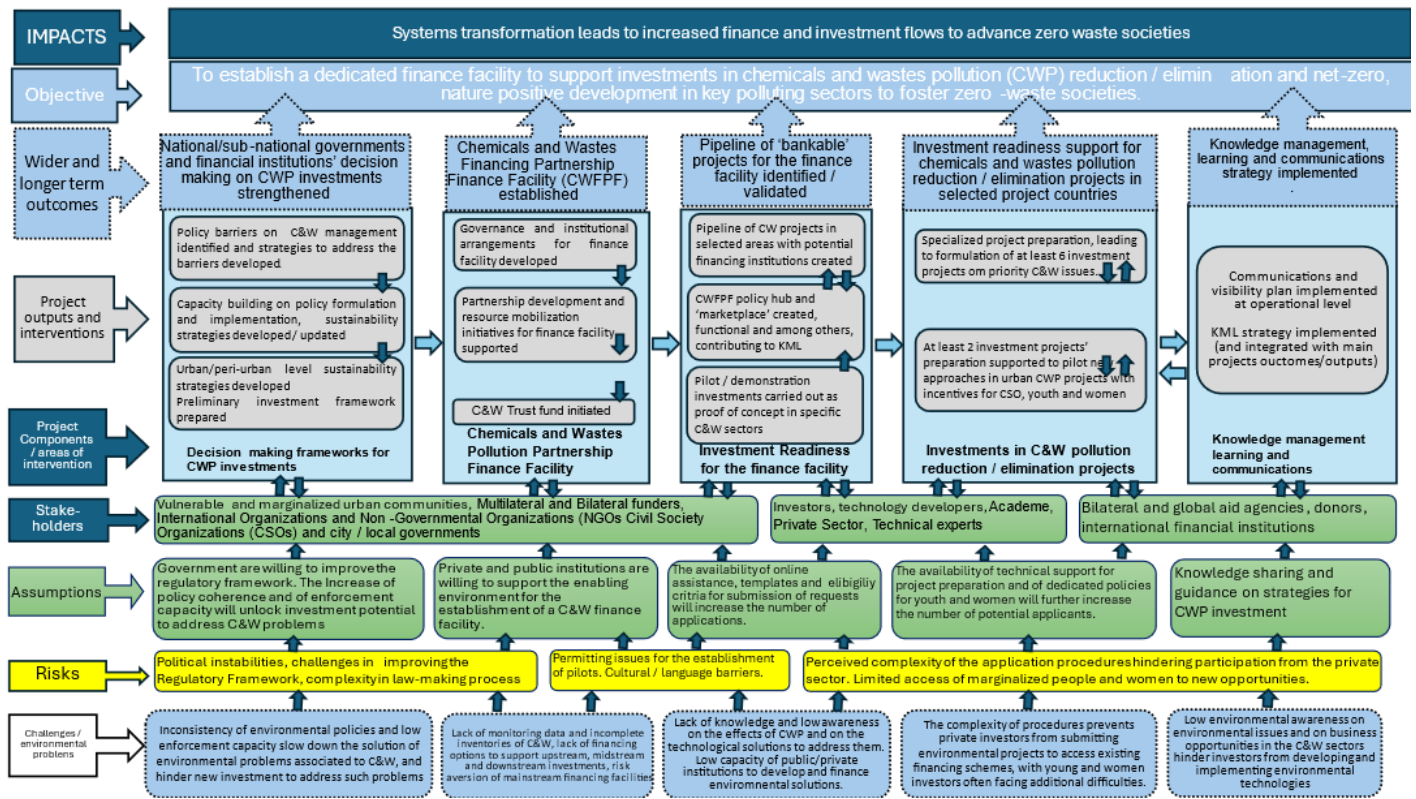 IMPACTS
Systems transformation leads to increased finance and investment flows to advance zero waste societies
Objective
To establish a dedicated finance facility to support investments in chemicals and wastes pollution (CWP) reduction / elimin ation and net-zero,
nature positive development in key polluting sectors to foster zero -waste societies.
Wider and
longer term
outcomes
National/sub-national governments
and financial institutions' decision
making on CWP investments
strengthened
Chemicals and Wastes
Financing Partnership
Finance Facility (CWFPF)
established
Pipeline of 'bankable'
projects for the finance
facility identified /
validated
Investment readiness support for
chemicals and wastes pollution
reduction / elimination projects in
selected project countries
Knowledge management,
learning and communications
strategy implemented
.
Project
outputs and
interventions
Policy barriers on C&W management
identified and strategies to address the
barriers developed.
Capacity building on policy formulation
and implementation, sustainability
strategies developed/ updated
Urban/peri-urban level sustainability
strategies developed
Preliminary investment framework
prepared
Governance and institutional
arrangements for finance
facility developed
Partnership development and
resource mobilization
initiatives for finance facility
supported
C&W Trust fund initiated
Pipeline of CW projects in
selected areas with potential
financing institutions created
CWFPF policy hub and
'marketplace' created,
functional and among others,
contributing to KML
Pilot / demonstration
investments carried out as
proof of concept in specific
C&W sectors
Specialized project preparation, leading
to formulation of at least 6 investment
projects om priority C&W issues.
At least 2 investment projects'
preparation supported to pilot new
approaches in urban CWP projects with
incentives for CSO, youth and women
Communications and
visibility plan implemented
at operational level
KML strategy implemented
(and integrated with main
projects oucomes/outputs)
Project
Components
/ areas of
intervention
Decision making frameworks for
CWP investments
Chemicals and Wastes
Pollution Partnership
Finance Facility
Investment Readiness
for the finance facility
Investments in C&W pollution
reduction / elimination projects
Knowledge management
learning and
communications
Stake-
holders
Vulnerable and marginalized urban communities, Multilateral and Bilateral funders,
International Organizations and Non -Governmental Organizations (NGOs Civil Society
Organizations (CSOs) and city / local governments
Investors, technology developers, Academe,
Private Sector, Technical experts
Bilateral and global aid agencies , donors,
international financial institutions
Assumptions
Government are willing to improve the
regulatory framework. The Increase of
policy coherence and of enforcement
capacity will unlock investment potential
to address C&W problems
Private and public institutions are
willing to support the enabling
environment for the
establishment of a C&W finance
facility.
The availability of online
assistance, templates and elibigiliy
critria for submission of requests
will increase the number of
applications.
The availability of technical support for
project preparation and of dedicated policies
for youth and women will further increase
the number of potential applicants.
Knowledge sharing and
guidance on strategies for
CWP investment
Risks
Political instabilities, challenges in improving the
Regulatory Framework, complexity in law-making process
Permitting issues for the establishment
of pilots. Cultural / language barriers.
Perceived complexity of the application procedures hindering participation from the private
sector. Limited access of marginalized people and women to new opportunities.
Challenges /
environmental
problems
Inconsistency of environmental policies and low
enforcement capacity slow down the solution of
environmental problems associated to C&W, and
hinder new investment to address such problems
Lack of monitoring data and incomplete
inventories of C&W, lack of financing
options to support upstream, midstream
and downstream investments, risk
aversion of mainstream financing facilities
Lack of knowledge and low awareness
on the effects of CWP and on the
technological solutions to address them.
Low capacity of public/private
institutions to develop and finance
enviromnental solutions.
The complexity of procedures prevents
private investors from submitting
environmental projects to access existing
financing schemes, with young and women
investors often facing additional difficulties.
Low environmental awareness on
environmental issues and on business
opportunities in the C&W sectors
hinder investors from developing and
implementing environmental
technologies